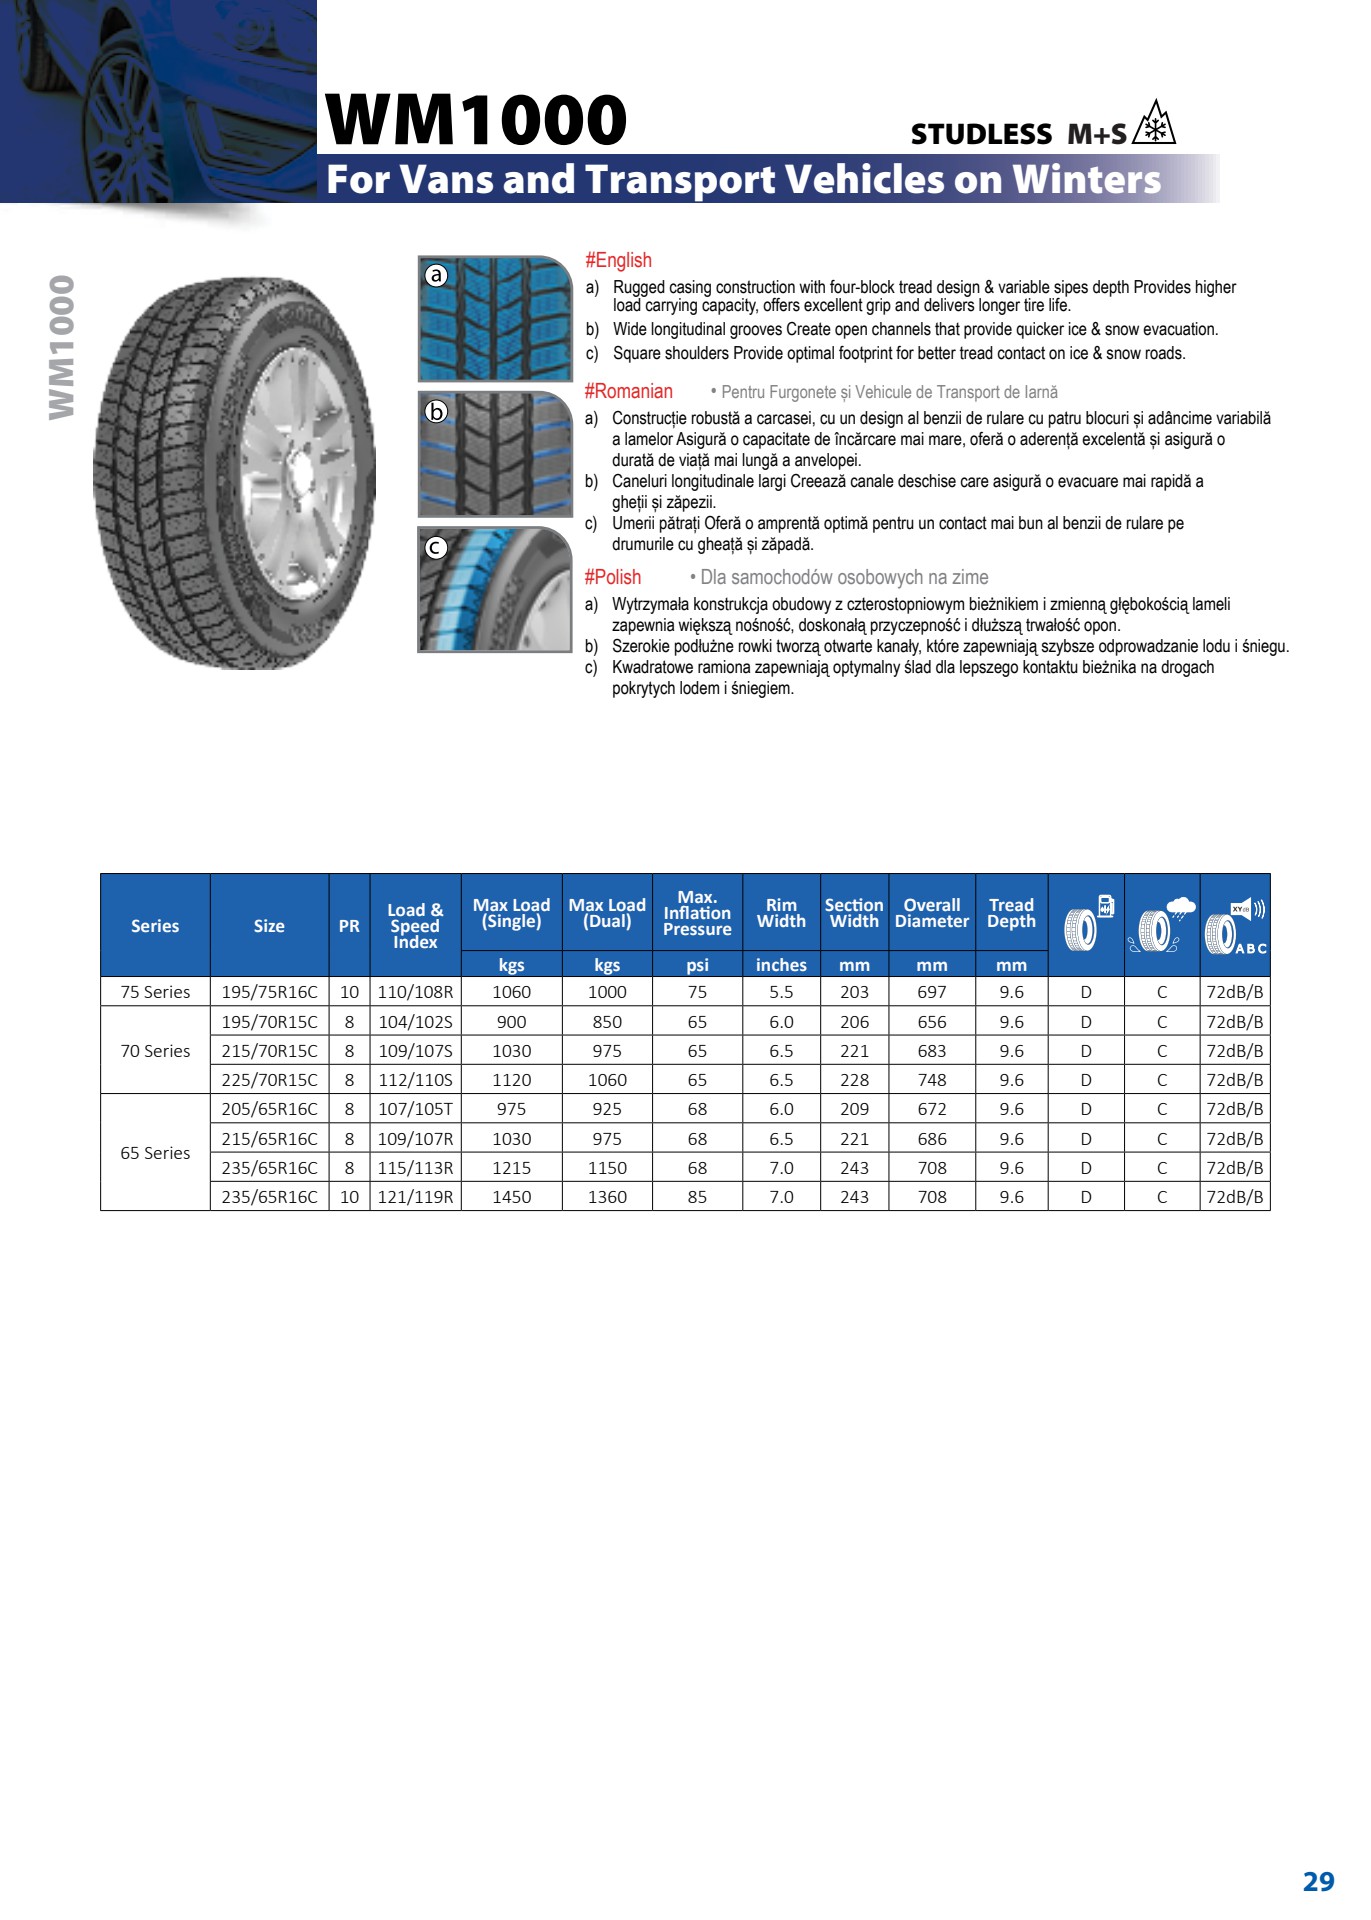 WM1000
STUDLESS M+S
For Vans and Transport Vehicles on Winters
WM1000
a
b
c
#English
a) Rugged casing construction with four-block tread design & variable sipes depth Provides higher
load carrying capacity, offers excellent grip and delivers longer tire life.
b) Wide longitudinal grooves Create open channels that provide quicker ice & snow evacuation.
c) Square shoulders Provide optimal footprint for better tread contact on ice & snow roads.
#Romanian • Pentru Furgonete și Vehicule de Transport de Iarnă
a) Construcție robustă a carcasei, cu un design al benzii de rulare cu patru blocuri și adâncime variabilă
a lamelor Asigură o capacitate de încărcare mai mare, oferă o aderență excelentă și asigură o
durată de viață mai lungă a anvelopei.
b) Caneluri longitudinale largi Creează canale deschise care asigură o evacuare mai rapidă a
gheții și zăpezii.
c) Umerii pătrați Oferă o amprentă optimă pentru un contact mai bun al benzii de rulare pe
drumurile cu gheață și zăpadă.
#Polish • Dla samochodów osobowych na zime
a) Wytrzymała konstrukcja obudowy z czterostopniowym bieżnikiem i zmienną głębokością lameli
zapewnia większą nośność, doskonałą przyczepność i dłuższą trwałość opon.
b) Szerokie podłużne rowki tworzą otwarte kanały, które zapewniają szybsze odprowadzanie lodu i śniegu.
c) Kwadratowe ramiona zapewniają optymalny ślad dla lepszego kontaktu bieżnika na drogach
pokrytych lodem i śniegiem.
Series Size PR Load & Speed Index Max Load (Single) Max Load (Dual) Max. Inflation Pressure Rim Width Section Width Overall Diameter Tread Depth XYdB ABC
kgs kgs psi inches mm mm mm
75 Series 195/75R16C 10 110/108R 1060 1000 75 5.5 203 697 9.6 D C 72dB/B
195/70R15C 8 104/102S 900 850 65 6.0 206 656 9.6 D C 72dB/B
70 Series 215/70R15C 8 109/107S 1030 975 65 6.5 221 683 9.6 D C 72dB/B
225/70R15C 8 112/110S 1120 1060 65 6.5 228 748 9.6 D C 72dB/B
205/65R16C 8 107/105T 975 925 68 6.0 209 672 9.6 D C 72dB/B
65 Series 215/65R16C 8 109/107R 1030 975 68 6.5 221 686 9.6 D C 72dB/B
235/65R16C 8 115/113R 1215 1150 68 7.0 243 708 9.6 D C 72dB/B
235/65R16C 10 121/119R 1450 1360 85 7.0 243 708 9.6 D C 72dB/B
29